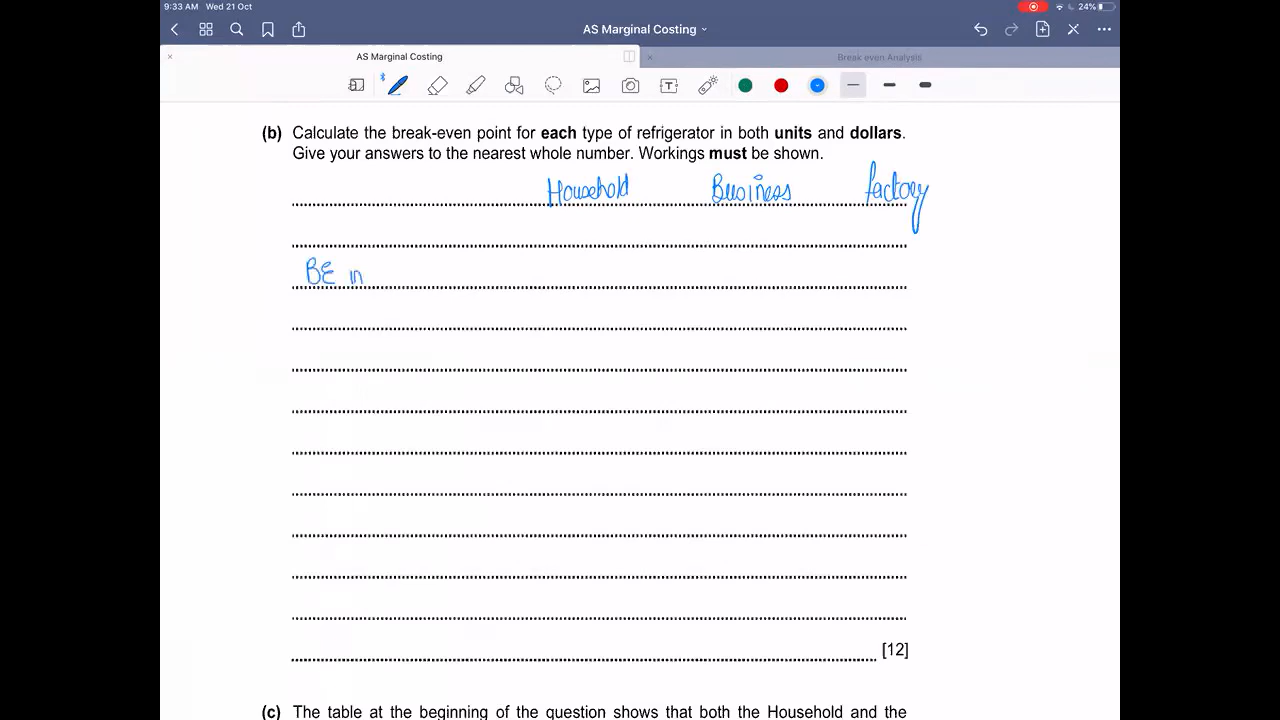 9:33 AM Wed 21 Oct
24%
AS Marginal Costing
AS Marginal Costing
Break even Analysis
(b) Calculate the break-even point for each type of refrigerator in both units and dollars.
Give your answers to the nearest whole number. Workings must be shown.
Household Business factory
BE in
[12]
(c) The table at the beginning of the question shows that both the Household and the